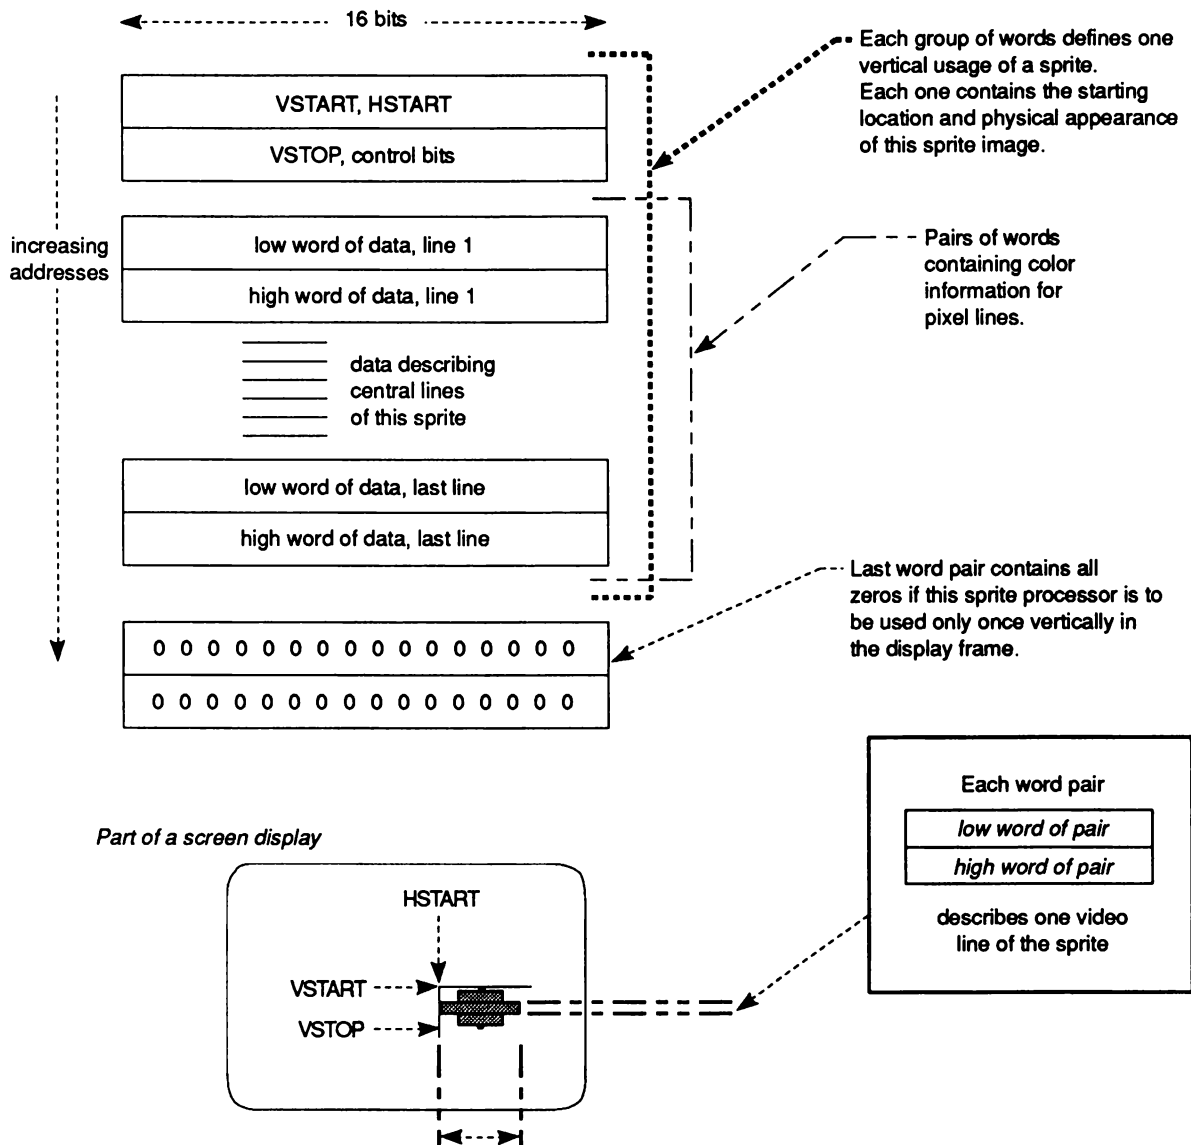 16 bits
VSTART, HSTART
VSTOP, control bits
increasing
addresses
low word of data, line 1
high word of data, line 1
data describing
central lines
of this sprite
low word of data, last line
high word of data, last line
0 0 0 0 0 0 0 0 0 0 0 0 0 0 0 0
0 0 0 0 0 0 0 0 0 0 0 0 0 0 0 0
Each group of words defines one
vertical usage of a sprite.
Each one contains the starting
location and physical appearance
of this sprite image.
Pairs of words
containing color
information for
pixel lines.
Last word pair contains all
zeros if this sprite processor is to
be used only once vertically in
the display frame.
Part of a screen display
HSTART
VSTART
VSTOP
Each word pair
low word of pair
high word of pair
describes one video
line of the sprite